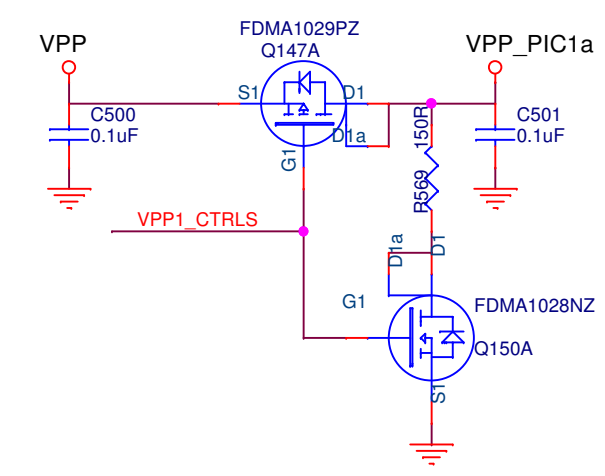 FDMA1029PZ
VPP
Q147A
VPP_PIC1a
S1
D1
C500
0.1uF
D1a
G1
150R
R569
C501
0.1uF
VPP1_CTRLS
D1a
D1
G1
FDMA1028NZ
Q150A
S1